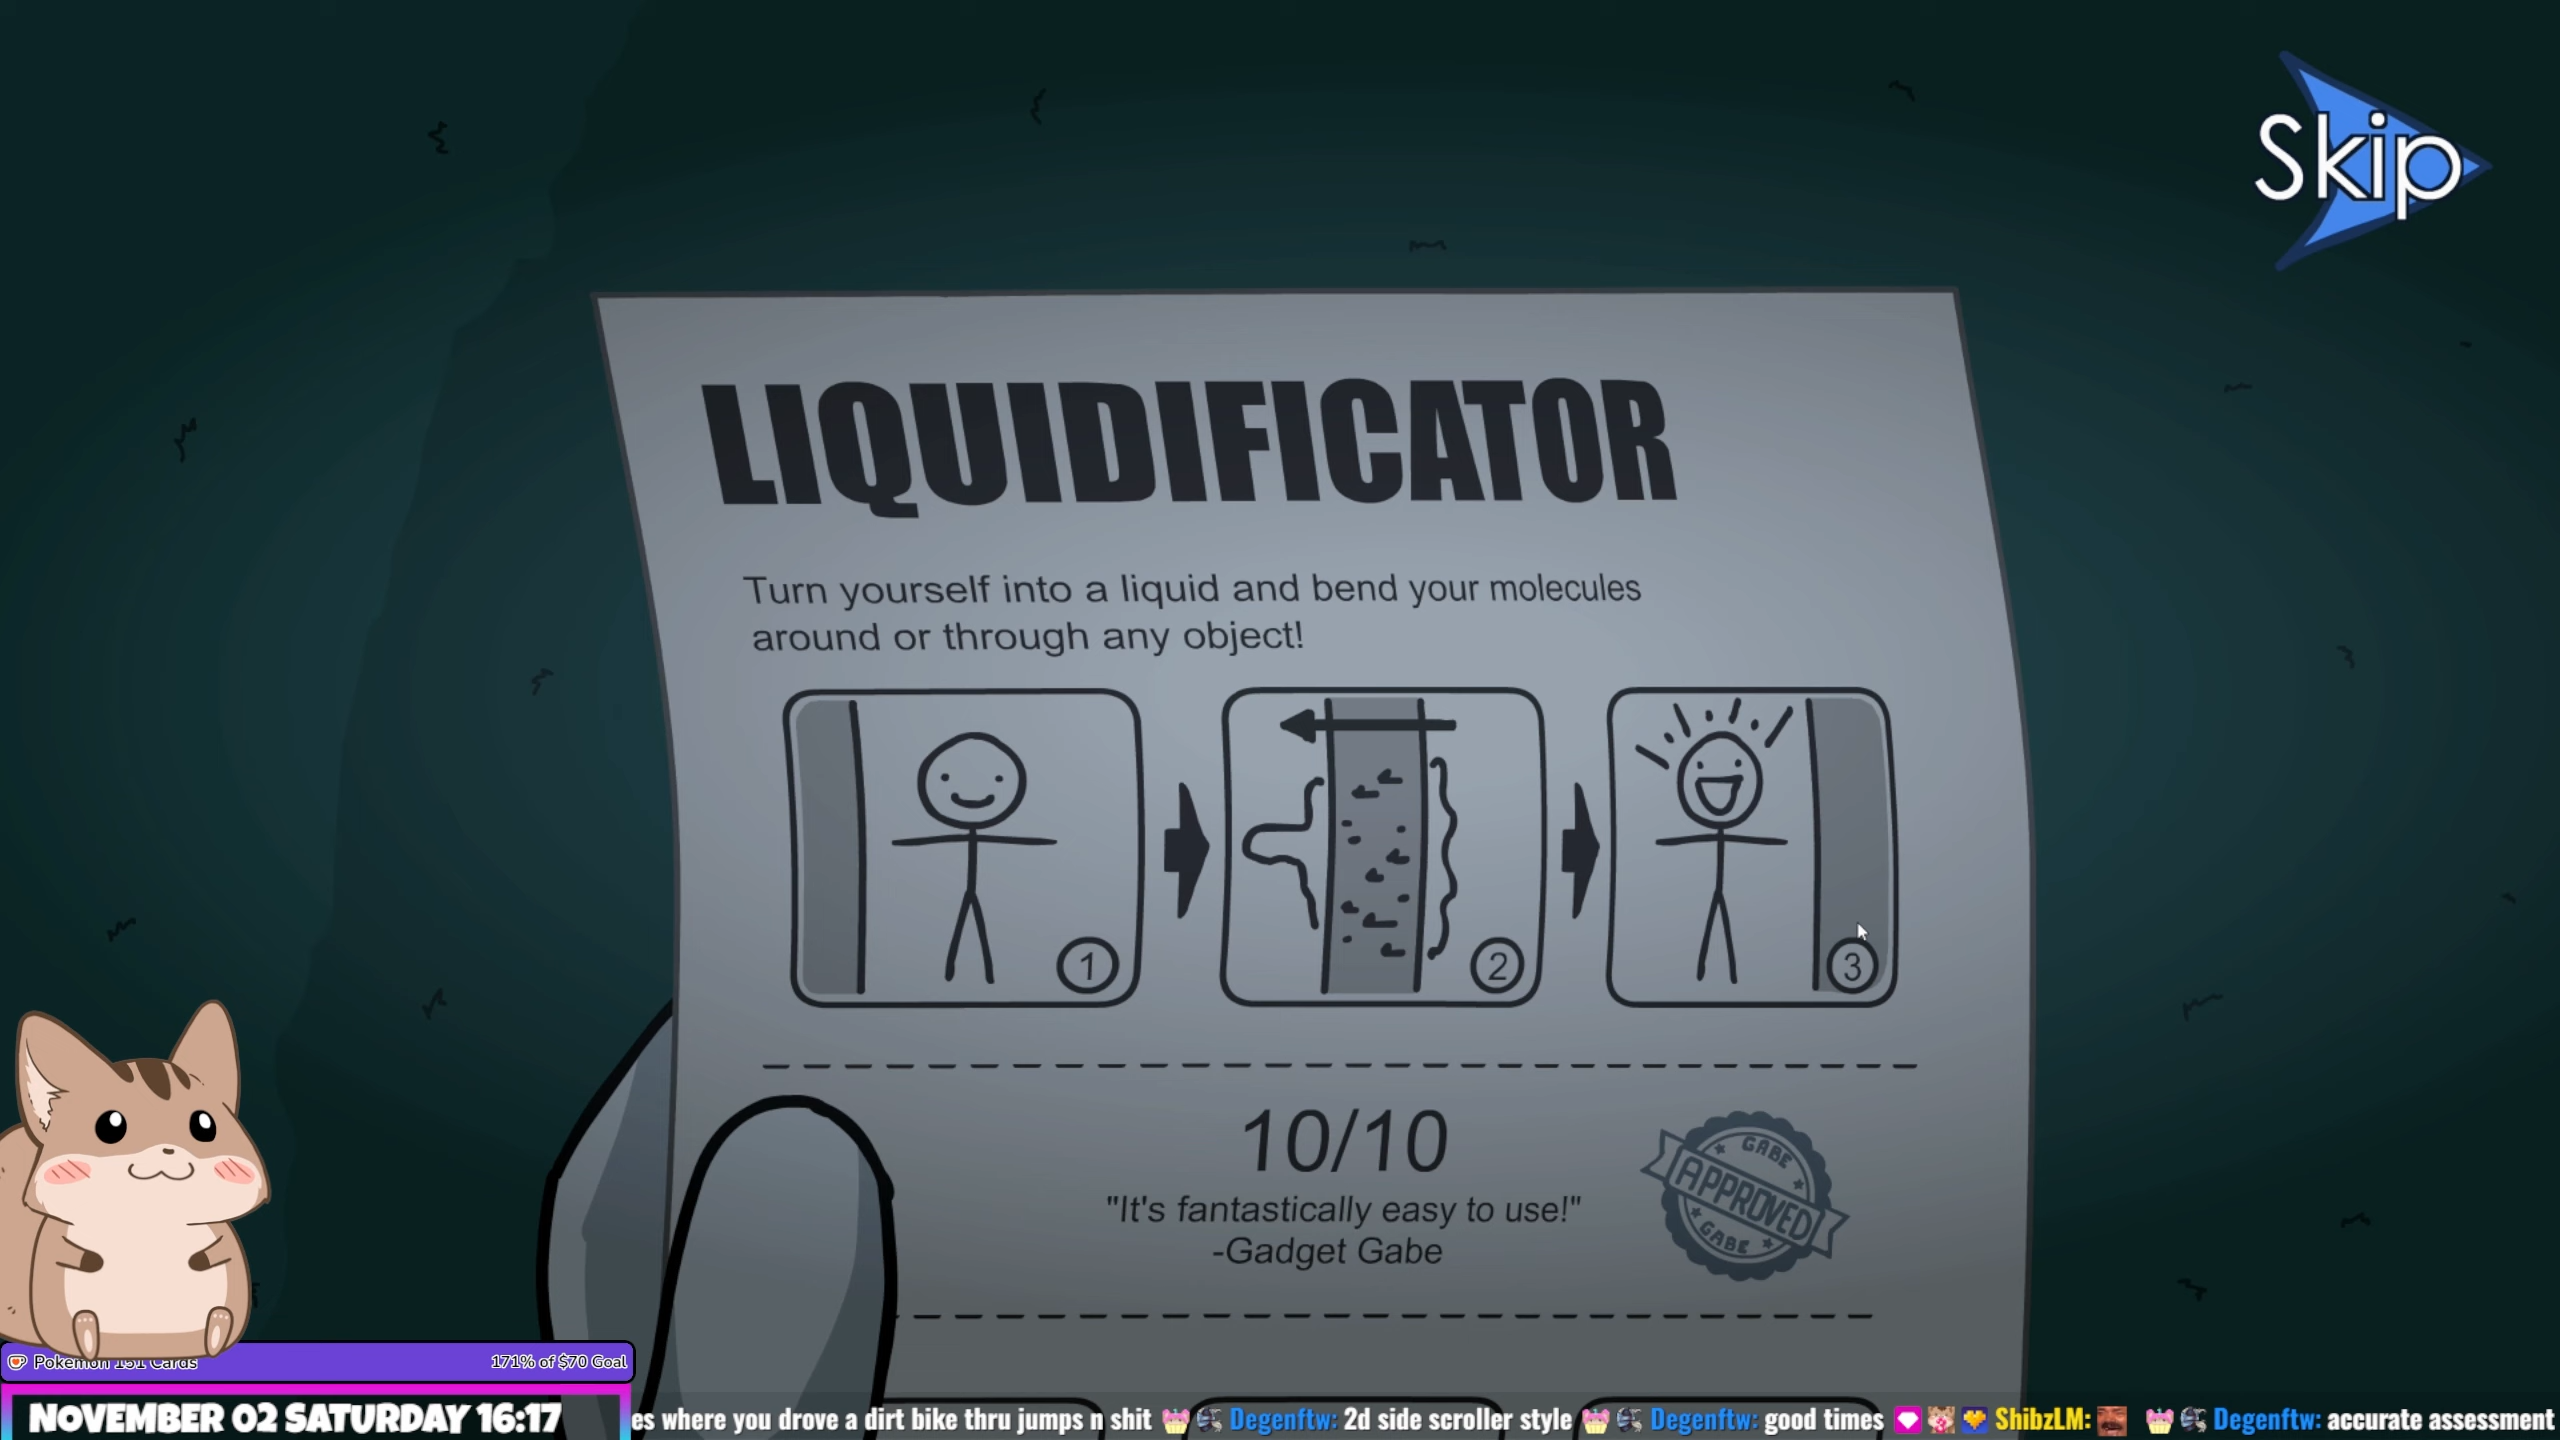 Skip
LIQUIDIFICATOR
Turn yourself into a liquid and bend your molecules
around or through any object!
1
2
3
10/10
"It's fantastically easy to use!"
-Gadget Gabe
GABE
APPROVED
GABE
Pokemon 151 Cards 171% of $70 Goal
NOVEMBER 02 SATURDAY 16:17
es where you drove a dirt bike thru jumps n shit Degenftw: 2d side scroller style Degenftw: good times ShibzLM: Degenftw: accurate assessment